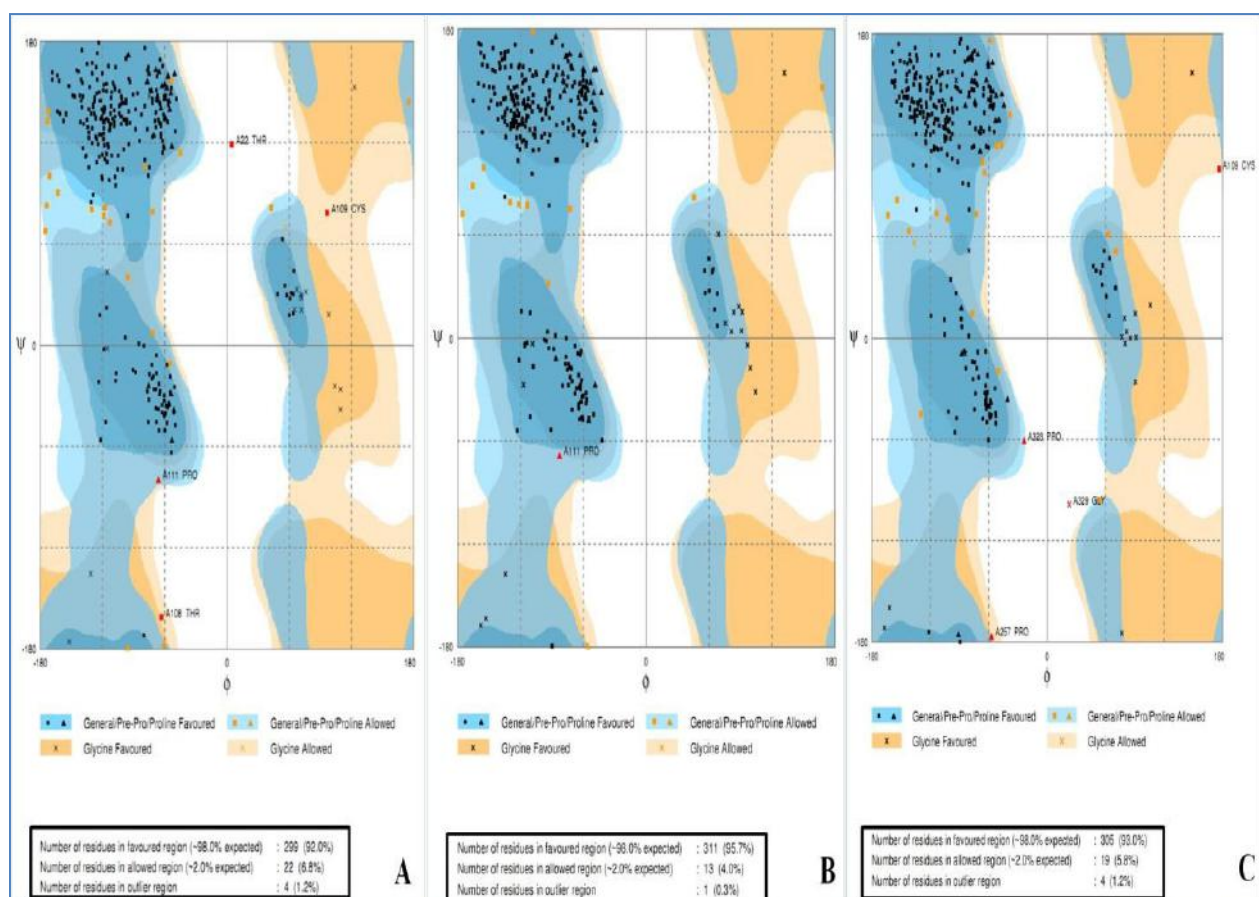 180
A22 THR
A109 CYS
Ψ 0
A111 PRO
A108 THR
-180
-180 0 180
Φ
General/Pre-Pro/Proline Favoured General/Pre-Pro/Proline Allowed
Glycine Favoured Glycine Allowed
Number of residues in favoured region (~98.0% expected) : 299 (92.0%)
Number of residues in allowed region (~2.0% expected) : 22 (6.8%)
Number of residues in outlier region : 4 (1.2%)
A
180
Ψ 0
A111 PRO
-180
-180 0 180
Φ
General/Pre-Pro/Proline Favoured General/Pre-Pro/Proline Allowed
Glycine Favoured Glycine Allowed
Number of residues in favoured region (~98.0% expected) : 311 (95.7%)
Number of residues in allowed region (~2.0% expected) : 13 (4.0%)
Number of residues in outlier region : 1 (0.3%)
B
180
A109 CYS
Ψ 0
PRO
A329 GLY
A257 PRO
-180
-180 0 180
Φ
General/Pre-Pro/Proline Favoured General/Pre-Pro/Proline Allowed
Glycine Favoured Glycine Allowed
Number of residues in favoured region (~98.0% expected) : 305 (93.0%)
Number of residues in allowed region (~2.0% expected) : 19 (5.8%)
Number of residues in outlier region : 4 (1.2%)
C